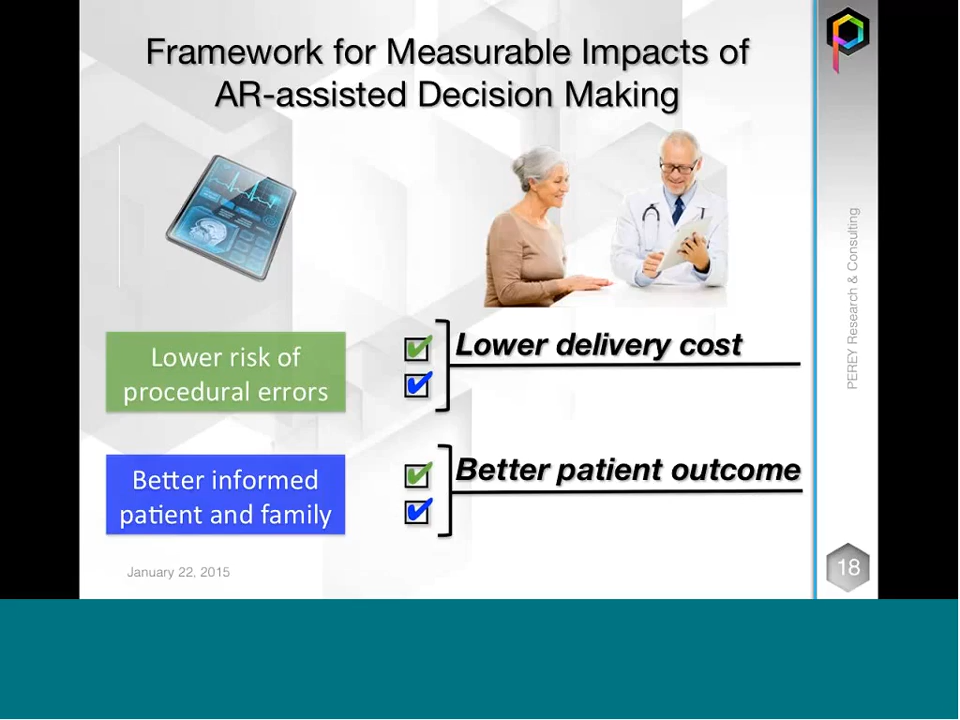 Framework for Measurable Impacts of
AR-assisted Decision Making
Lower risk of
procedural errors
Lower delivery cost
Better informed
patient and family
Better patient outcome
January 22, 2015
PEREY Research & Consulting
18